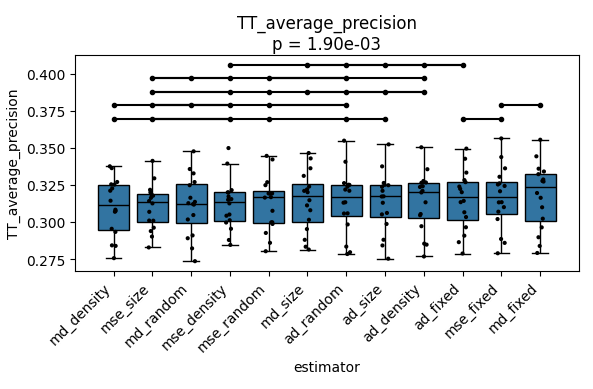 TT_average_precision
p = 1.90e-03
TT_average_precision
0.400
0.375
0.350
0.325
0.300
0.275
md_density
mse_size
md_random
mse_density
mse_random
md_size
ad_random
ad_size
ad_density
ad_fixed
mse_fixed
md_fixed
estimator